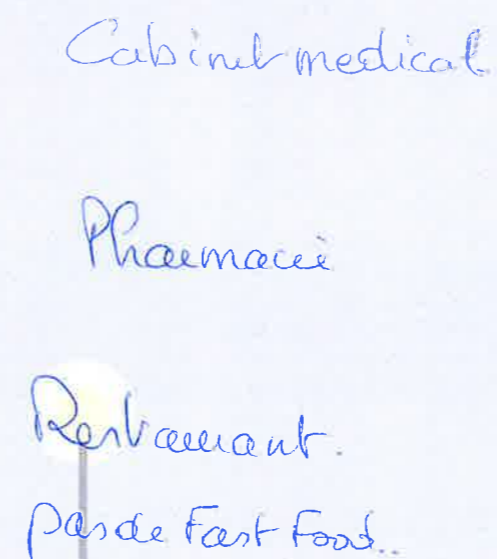 Cabinet medical
Pharmacie
Restaurant.
pas de Fast Food..